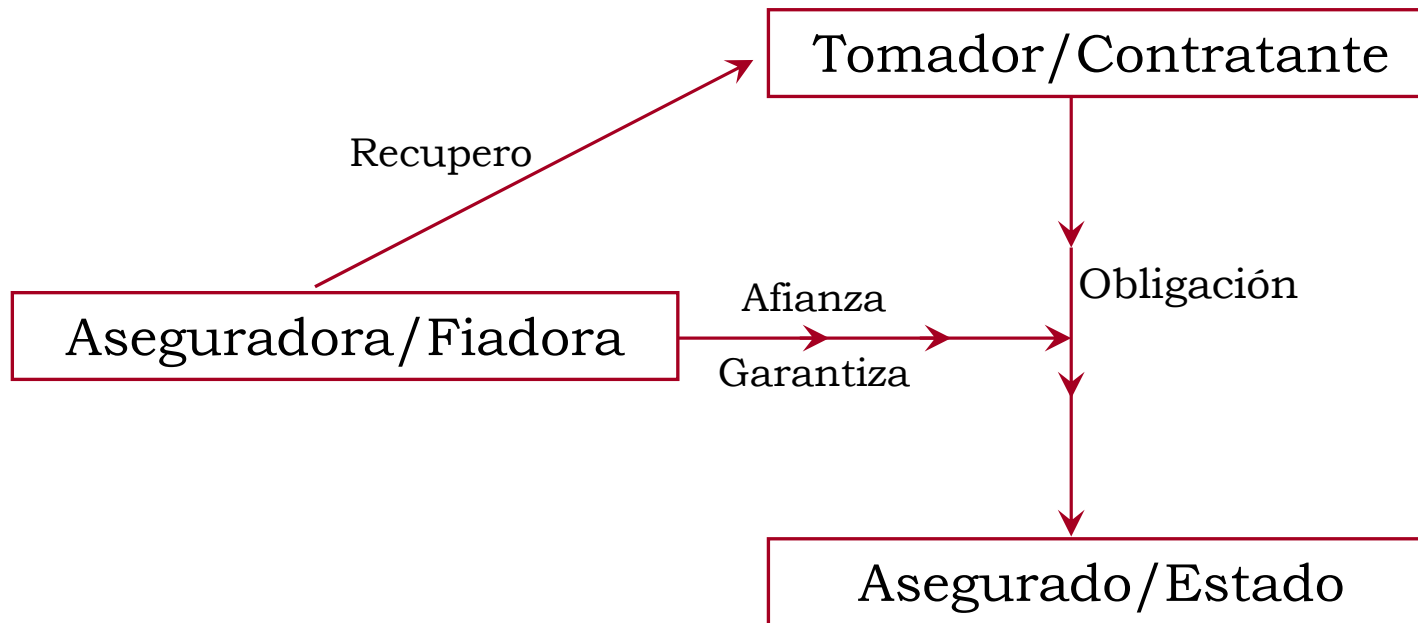 Tomador/Contratante
Recupero
Obligación
Afianza
Aseguradora/Fiadora
Garantiza
Asegurado/Estado